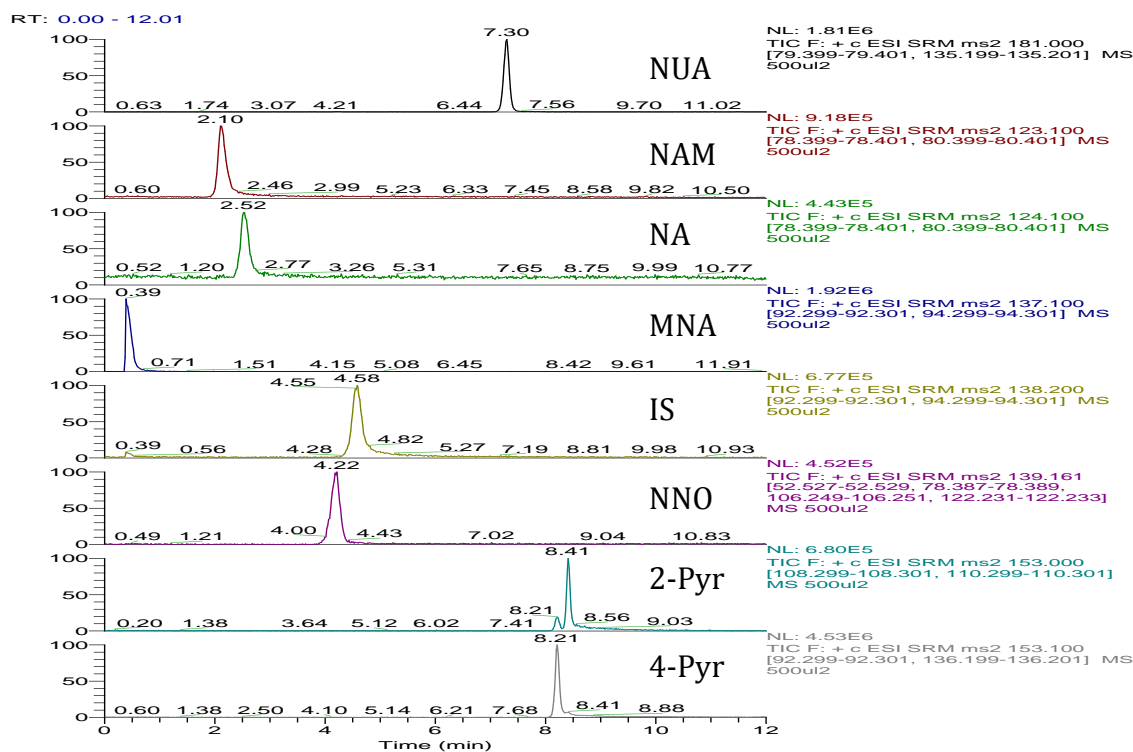 RT: 0.00 - 12.01
100
50
0
7.30
0.63 1.74 3.07 4.21 6.44 7.56 9.70 11.02
NUA
NL: 1.81E6
TIC F: + c ESI SRM ms2 181.000
[79.399-79.401, 135.199-135.201] MS
500ul2
100
50
0
2.10
0.60 2.46 2.99 5.23 6.33 7.45 8.58 9.82 10.50
NAM
NL: 9.18E5
TIC F: + c ESI SRM ms2 123.100
[78.399-78.401, 80.399-80.401] MS
500ul2
100
50
0
2.52
0.52 1.20 2.77 3.26 5.31 7.65 8.75 9.99 10.77
NA
NL: 4.43E5
TIC F: + c ESI SRM ms2 124.100
[78.399-78.401, 80.399-80.401] MS
500ul2
100
50
0
0.39
0.71 1.51 4.15 5.08 6.45 8.42 9.61 11.91
MNA
NL: 1.92E6
TIC F: + c ESI SRM ms2 137.100
[92.299-92.301, 94.299-94.301] MS
500ul2
100
50
0
4.55 4.58
0.39 0.56 4.28 4.82 5.27 7.19 8.81 9.98 10.93
IS
NL: 6.77E5
TIC F: + c ESI SRM ms2 138.200
[92.299-92.301, 94.299-94.301] MS
500ul2
100
50
0
4.22
0.49 1.21 4.00 4.43 7.02 9.04 10.83
NNO
NL: 4.52E5
TIC F: + c ESI SRM ms2 139.161
[52.527-52.529, 78.387-78.389,
106.249-106.251, 122.231-122.233]
MS 500ul2
100
50
0
8.41
0.20 1.38 3.64 5.12 6.02 7.41 8.21 8.56 9.03
2-Pyr
NL: 6.80E5
TIC F: + c ESI SRM ms2 153.000
[108.299-108.301, 110.299-110.301]
MS 500ul2
100
50
0
8.21
0.60 1.38 2.50 4.10 5.14 6.21 7.68 8.41 8.88
4-Pyr
NL: 4.53E6
TIC F: + c ESI SRM ms2 153.100
[92.299-92.301, 136.199-136.201] MS
500ul2
0 2 4 6 8 10 12
Time (min)